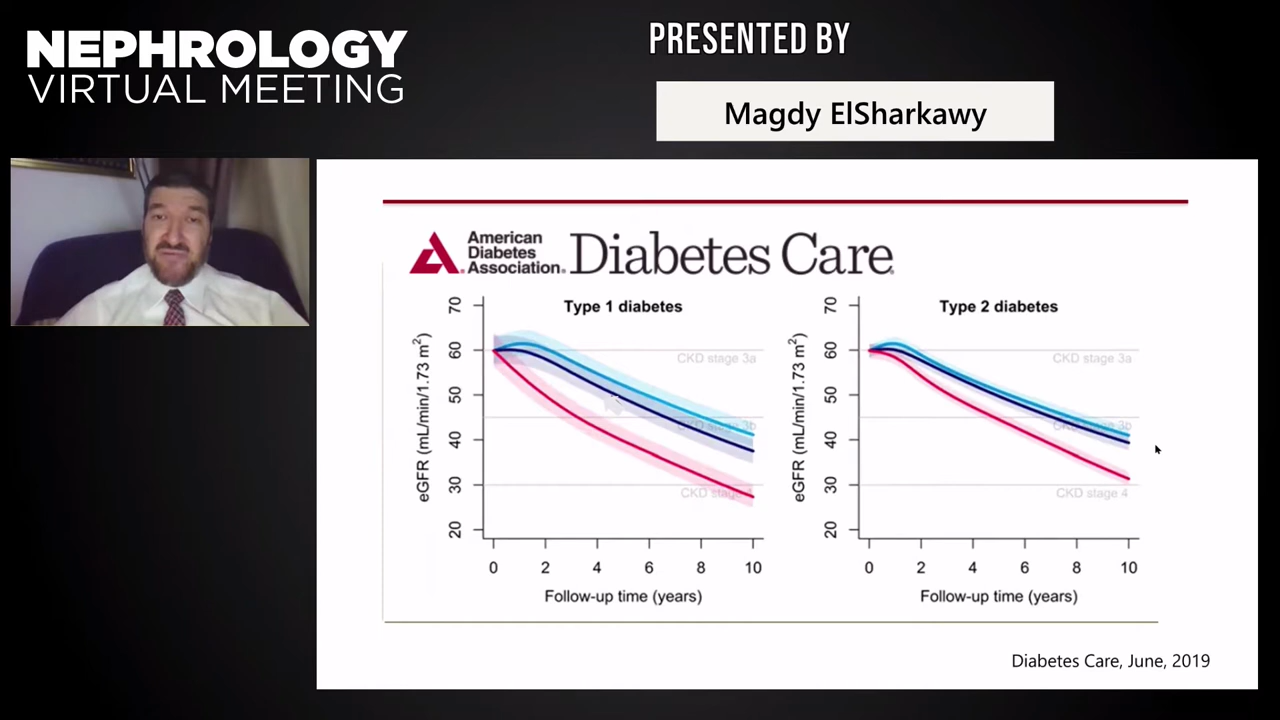 NEPHROLOGY
VIRTUAL MEETING
PRESENTED BY
Magdy ElSharkawy
American
Diabetes
Association®
Diabetes Care®
Type 1 diabetes
eGFR (mL/min/1.73 m²)
70
60
50
40
30
20
CKD stage 3a
CKD stage 3b
CKD stage 4
0 2 4 6 8 10
Follow-up time (years)
Type 2 diabetes
eGFR (mL/min/1.73 m²)
70
60
50
40
30
20
CKD stage 3a
CKD stage 3b
CKD stage 4
0 2 4 6 8 10
Follow-up time (years)
Diabetes Care, June, 2019